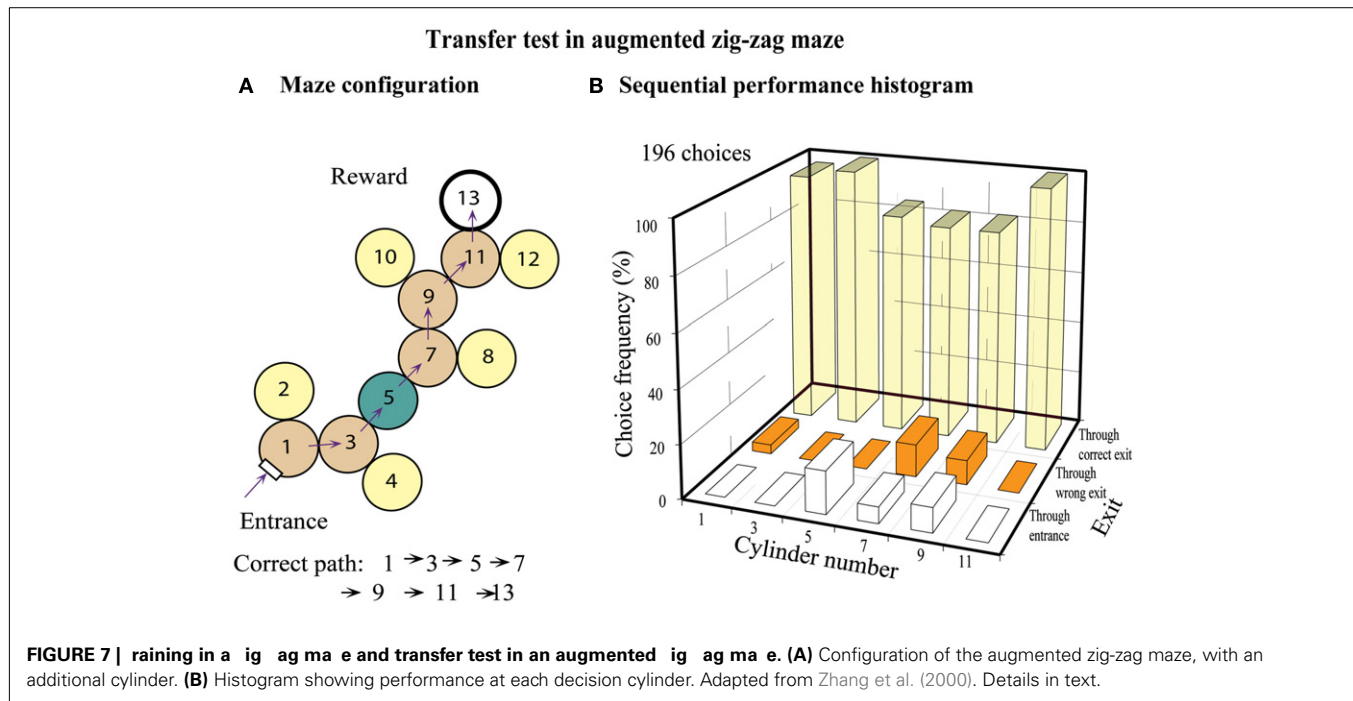 Transfer test in augmented zig-zag maze
A Maze configuration
B Sequential performance histogram
Reward
13
10
11
12
9
7
8
2
5
1
3
4
Entrance
Correct path: 1 → 3 → 5 → 7
→ 9 → 11 → 13
196 choices
100
80
60
40
20
0
Choice frequency (%)
1
3
5
7
9
11
Cylinder number
Through
correct exit
Through
wrong exit
Through
entrance
Exit
FIGURE 7 | raining in a ig ag ma e and transfer test in an augmented ig ag ma e. (A) Configuration of the augmented zig-zag maze, with an
additional cylinder. (B) Histogram showing performance at each decision cylinder. Adapted from Zhang et al. (2000). Details in text.